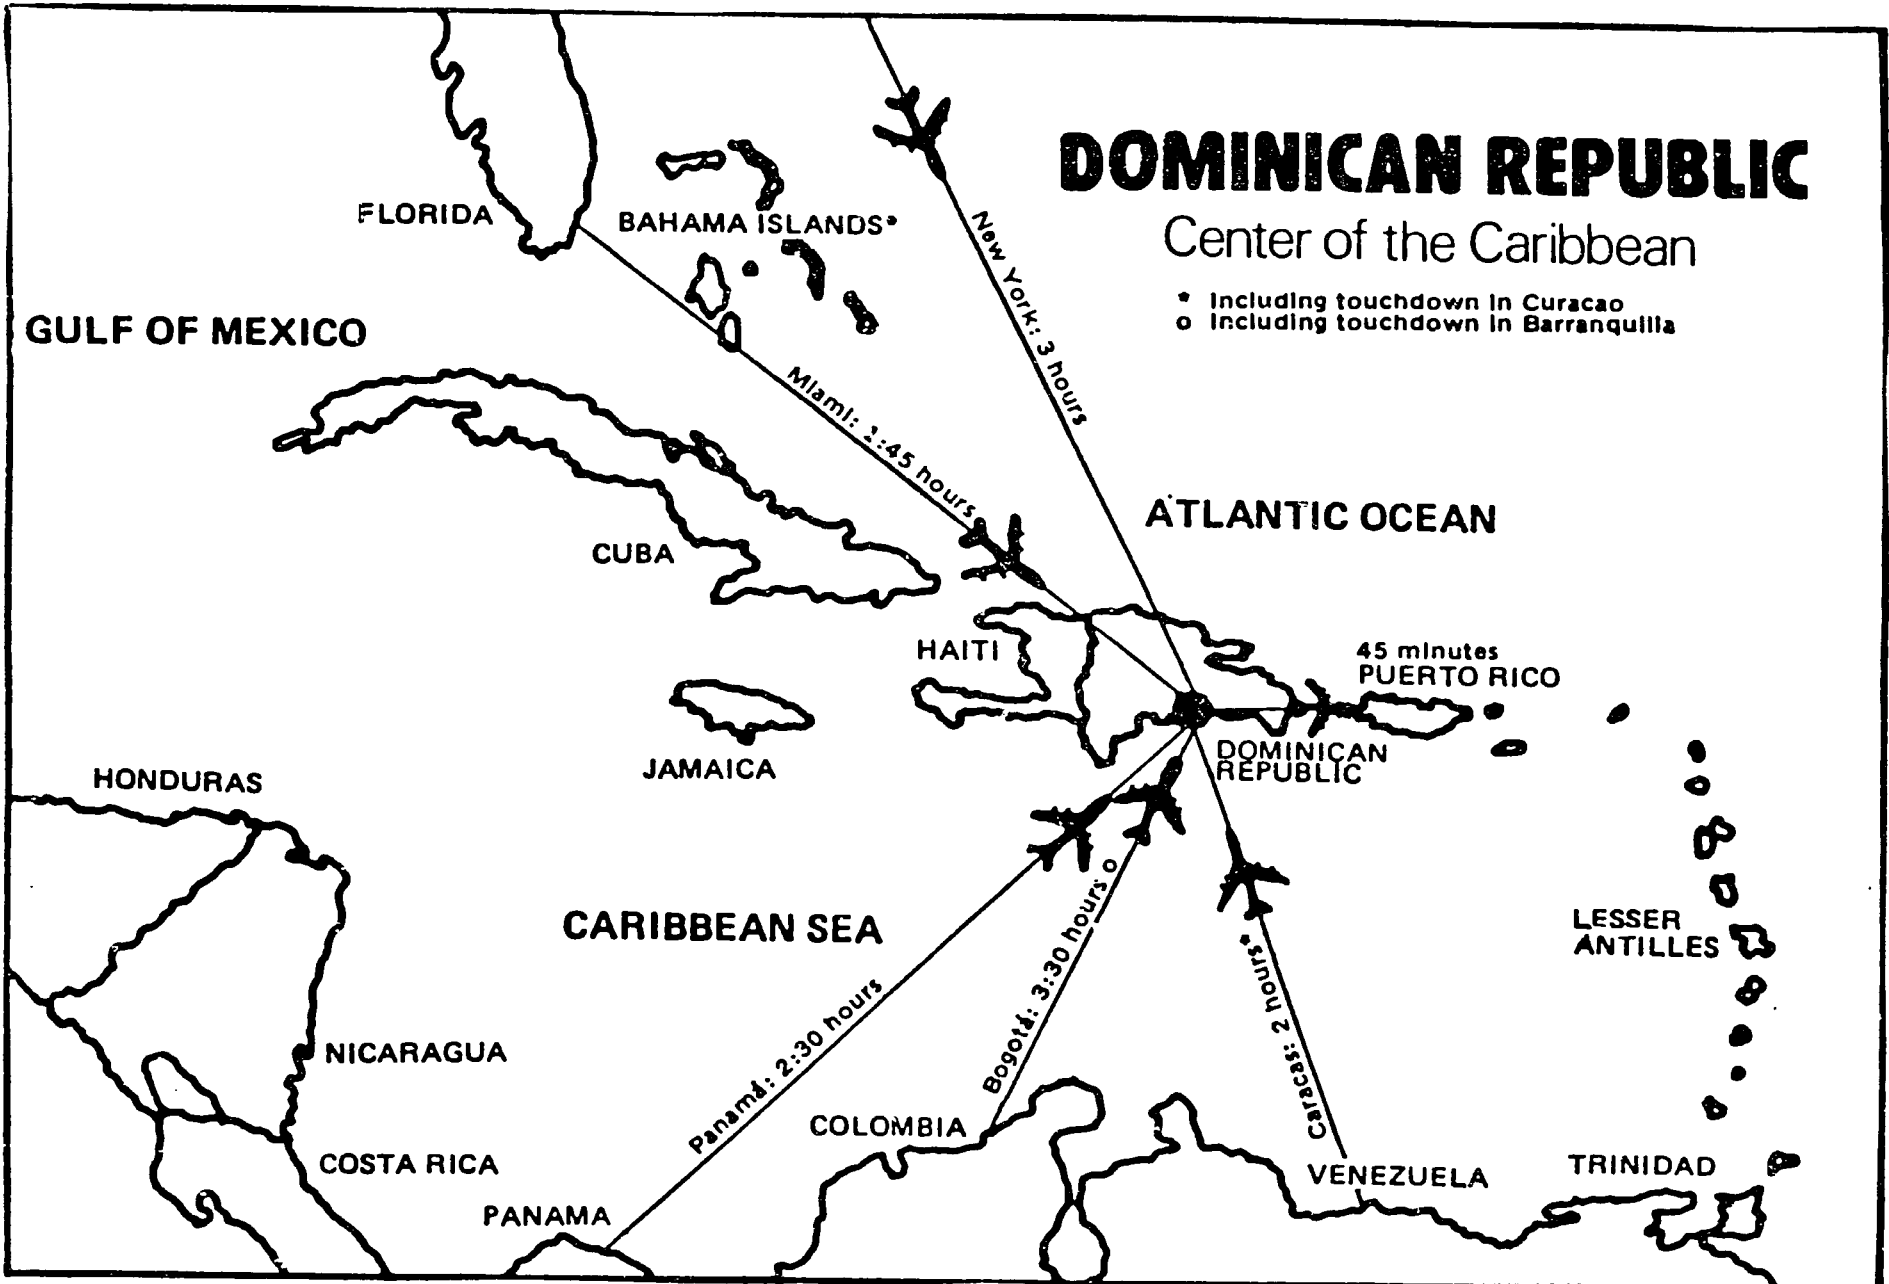 DOMINICAN REPUBLIC
Center of the Caribbean
* Including touchdown in Curacao
o Including touchdown in Barranquilla
FLORIDA
BAHAMA ISLANDS*
GULF OF MEXICO
New York: 3 hours
Miami: 1:45 hours
ATLANTIC OCEAN
CUBA
HAITI
45 minutes
PUERTO RICO
JAMAICA
DOMINICAN
REPUBLIC
HONDURAS
CARIBBEAN SEA
LESSER
ANTILLES
Panamá: 2:30 hours
Bogotá: 3:30 hours o
Caracas: 2 hours*
NICARAGUA
COLOMBIA
COSTA RICA
VENEZUELA
TRINIDAD
PANAMA